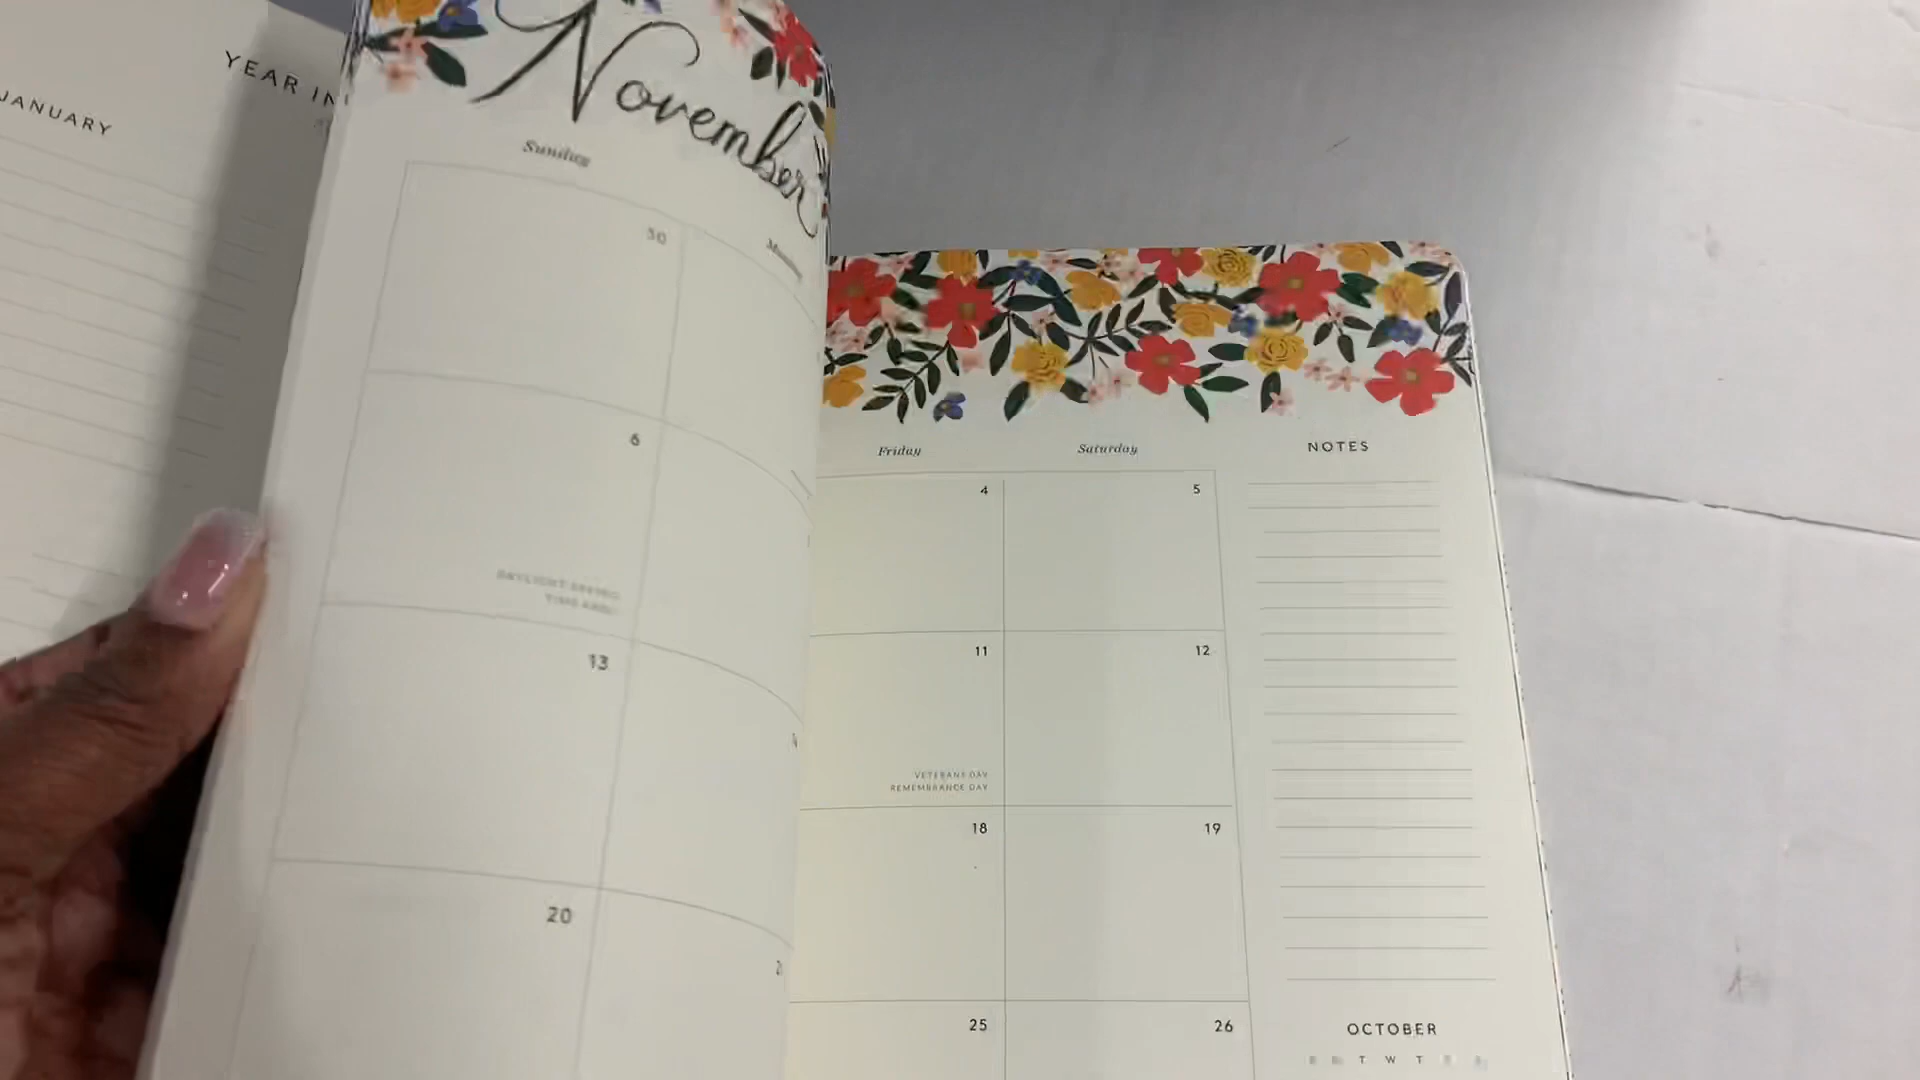 YEAR IN
JANUARY
November
Sunday
30
6
13
20
Friday
Saturday
NOTES
4
5
11
12
VETERANS DAY
REMEMBRANCE DAY
18
19
25
26
OCTOBER
T W T